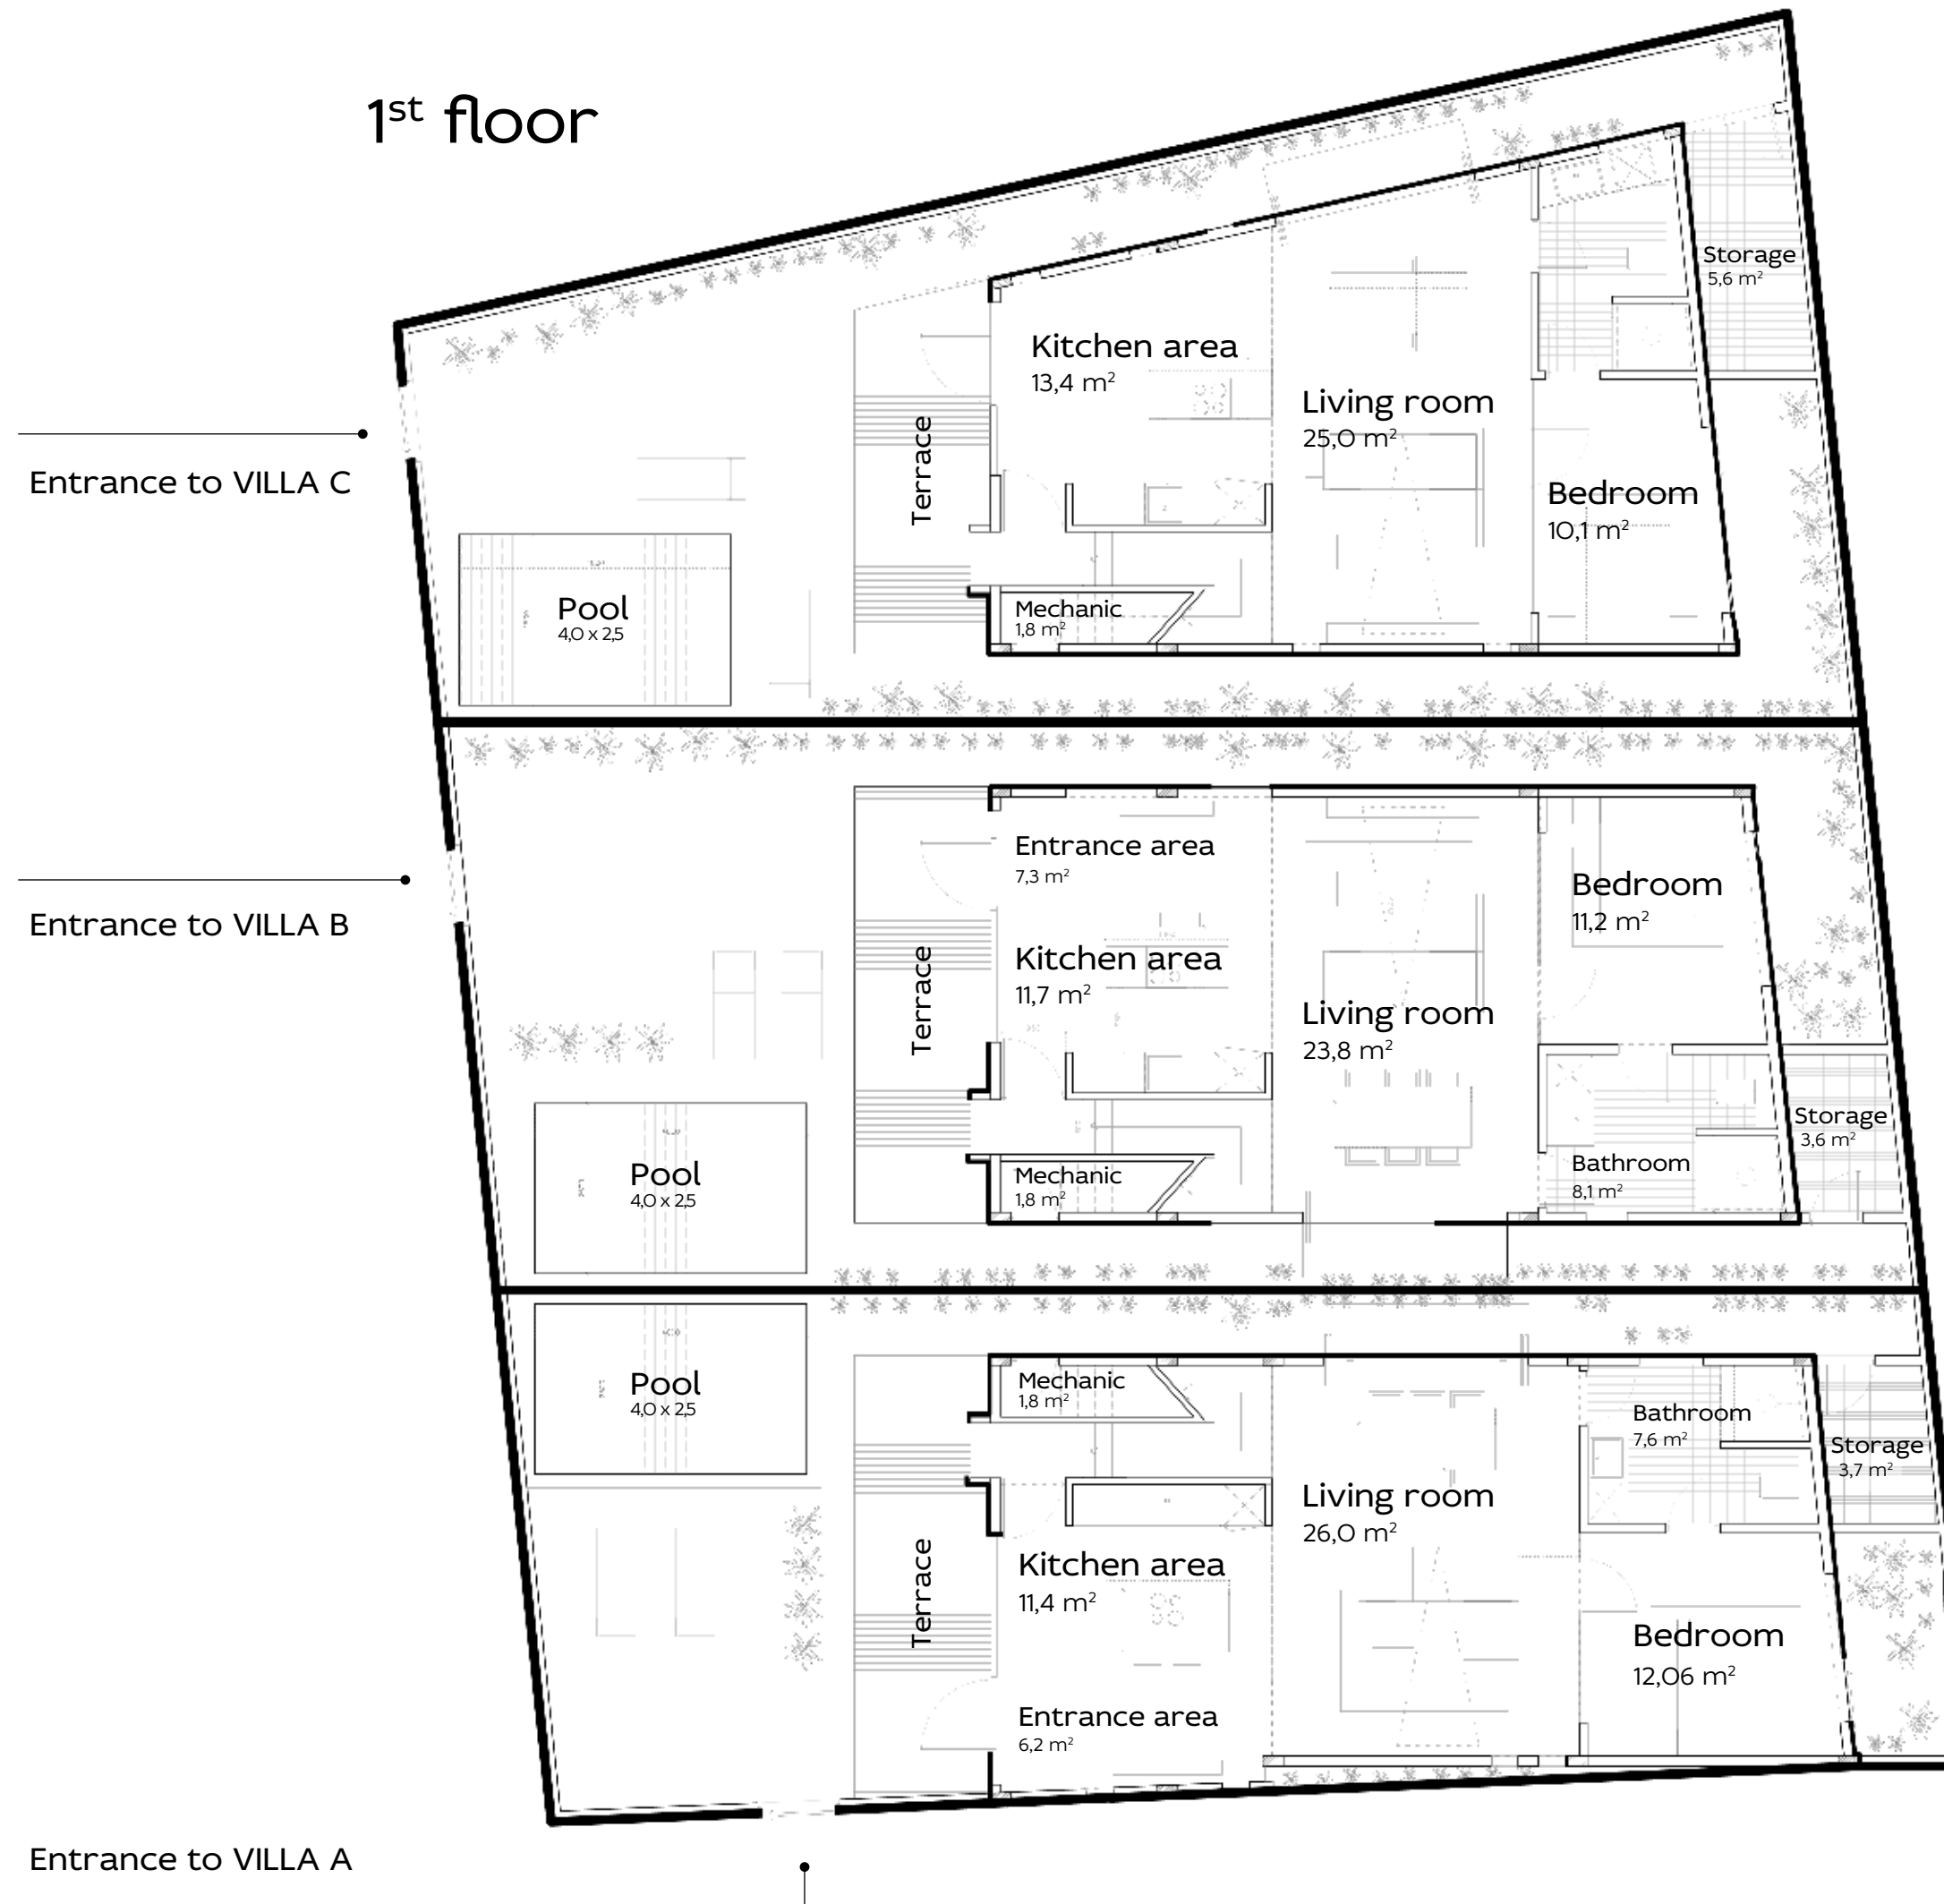 1st floor
Storage
5,6 m²
Kitchen area
13,4 m²
Living room
25,0 m²
Terrace
Entrance to VILLA C
Bedroom
10,1 m²
Pool
4,0 x 2,5
Mechanic
1,8 m²
Entrance area
7,3 m²
Bedroom
11,2 m²
Entrance to VILLA B
Kitchen area
11,7 m²
Terrace
Living room
23,8 m²
Storage
3,6 m²
Bathroom
8,1 m²
Pool
4,0 x 2,5
Mechanic
1,8 m²
Pool
4,0 x 2,5
Mechanic
1,8 m²
Bathroom
7,6 m²
Storage
3,7 m²
Living room
26,0 m²
Kitchen area
11,4 m²
Terrace
Bedroom
12,06 m²
Entrance area
6,2 m²
Entrance to VILLA A